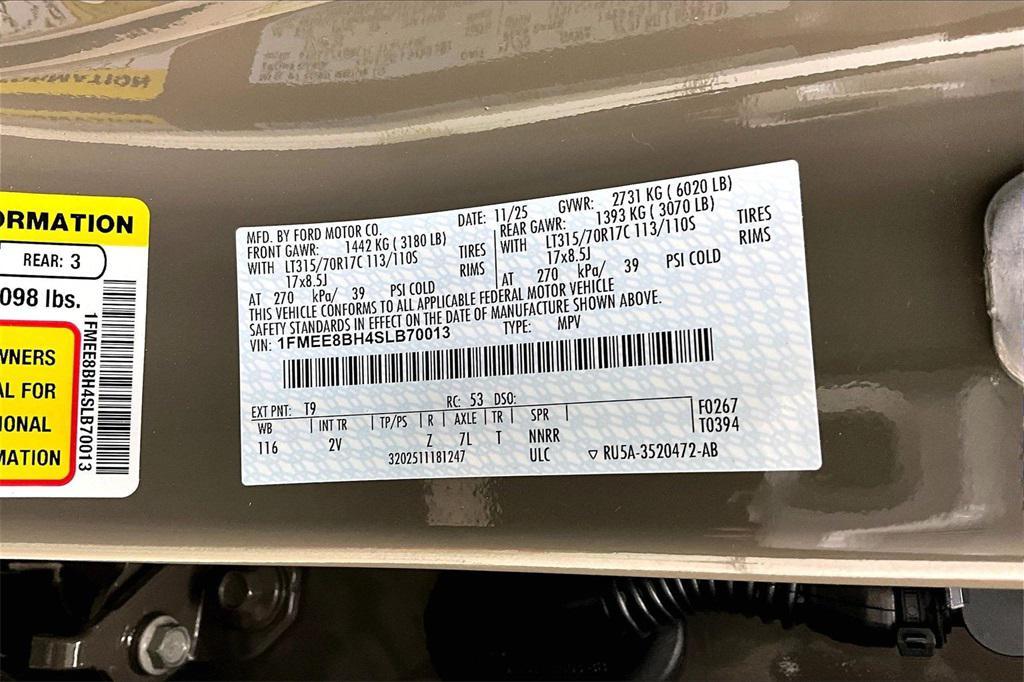 ORMATION
REAR: 3
098 lbs.
WNERS
AL FOR
IONAL
MATION
1FMEE8BH4SLB70013
MFD. BY FORD MOTOR CO.
DATE: 11/25 GVWR: 2731 KG ( 6020 LB)
FRONT GAWR: 1442 KG ( 3180 LB)
REAR GAWR: 1393 KG ( 3070 LB)
WITH LT315/70R17C 113/110S TIRES
WITH LT315/70R17C 113/110S TIRES
17x8.5J RIMS
17x8.5J RIMS
AT 270 kPa/ 39 PSI COLD
AT 270 kPa/ 39 PSI COLD
THIS VEHICLE CONFORMS TO ALL APPLICABLE FEDERAL MOTOR VEHICLE
SAFETY STANDARDS IN EFFECT ON THE DATE OF MANUFACTURE SHOWN ABOVE.
VIN: 1FMEE8BH4SLB70013 TYPE: MPV
EXT PNT: T9 RC: 53 DSO:
WB INT TR TP/PS R AXLE TR SPR F0267
116 2V Z 7L T NNRR T0394
3202511181247 ULC ▽ RU5A-3520472-AB